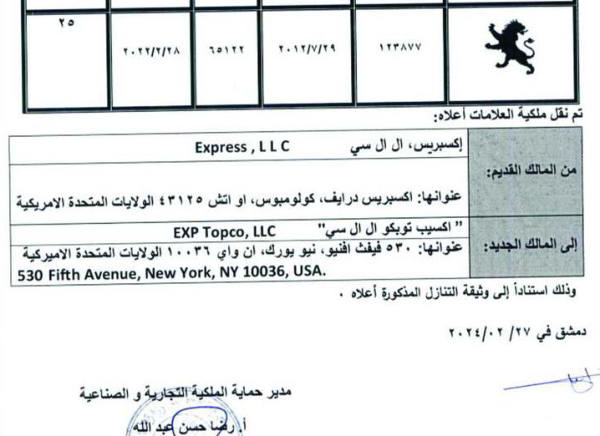 ١٢٣٨٧٧ ٢٠١٢/٧/٢٩ ٦٥١٢٢ ٢٠٢٢/٢/٢٨ ٢٥
تم نقل ملكية العلامات أعلاه:
من المالك القديم:
إكسبريس، ال ال سي Express , L L C
عنوانها: اكسبريس درايف، كولومبوس، او اتش ٤٣١٢٥ الولايات المتحدة الامريكية
إلى المالك الجديد:
" اكسيب توبكو ال ال سي" EXP Topco, LLC
عنوانها: ٥٣٠ فيفث افنيو، نيو يورك، ان واي ١٠٠٣٦ الولايات المتحدة الاميركية
530 Fifth Avenue, New York, NY 10036, USA.
وذلك استناداً إلى وثيقة التنازل المذكورة أعلاه ٠
دمشق في ٢٧/ ٠٢/ ٢٠٢٤
مدير حماية الملكية التجارية و الصناعية
أ. رضا حسن عبد الله